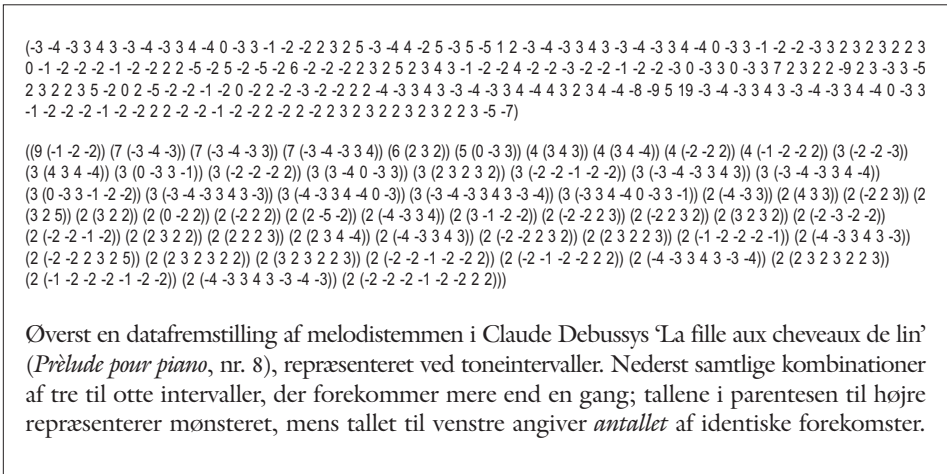 (-3 -4 -3 3 4 3 -3 -4 -3 3 4 -4 0 -3 3 -1 -2 -2 2 3 2 5 -3 -4 4 -2 5 -3 5 -5 1 2 -3 -4 -3 3 4 3 -3 -4 -3 3 4 -4 0 -3 3 -1 -2 -2 -3 3 2 3 2 3 2 2 3
0 -1 -2 -2 -2 -1 -2 -2 2 2 -5 -2 5 -2 -5 -2 6 -2 -2 -2 2 3 2 5 2 3 4 3 -1 -2 -2 4 -2 -2 -3 -2 -2 -1 -2 -2 -3 0 -3 3 0 -3 3 7 2 3 2 2 -9 2 3 -3 3 -5
2 3 2 2 3 5 -2 0 2 -5 -2 -2 -1 -2 0 -2 2 -2 -3 -2 -2 2 2 -4 -3 3 4 3 -3 -4 -3 3 4 -4 4 3 2 3 4 -4 -8 -9 5 19 -3 -4 -3 3 4 3 -3 -4 -3 3 4 -4 0 -3 3
-1 -2 -2 -2 -1 -2 -2 2 2 -2 -2 -1 -2 -2 2 2 -2 -2 2 3 2 3 2 2 3 2 3 2 2 3 -5 -7)
((9 (-1 -2 -2)) (7 (-3 -4 -3)) (7 (-3 -4 -3 3)) (7 (-3 -4 -3 3 4)) (6 (2 3 2)) (5 (0 -3 3)) (4 (3 4 3)) (4 (3 4 -4)) (4 (-2 -2 2)) (4 (-1 -2 -2 2)) (3 (-2 -2 -3))
(3 (4 3 4 -4)) (3 (0 -3 3 -1)) (3 (-2 -2 -2 2)) (3 (3 -4 0 -3 3)) (3 (2 3 2 3 2)) (3 (-2 -2 -1 -2 -2)) (3 (-3 -4 -3 3 4 3)) (3 (-3 -4 -3 3 4 -4))
(3 (0 -3 3 -1 -2 -2)) (3 (-3 -4 -3 3 4 3 -3)) (3 (-4 -3 3 4 -4 0 -3)) (3 (-3 -4 -3 3 4 3 -3 -4)) (3 (-3 3 4 -4 0 -3 3 -1)) (2 (-4 -3 3)) (2 (4 3 3)) (2 (-2 2 3)) (2
(3 2 5)) (2 (3 2 2)) (2 (0 -2 2)) (2 (-2 2 2)) (2 (2 -5 -2)) (2 (-4 -3 3 4)) (2 (3 -1 -2 -2)) (2 (-2 -2 2 3)) (2 (-2 2 3 2)) (2 (3 2 3 2)) (2 (-2 -3 -2 -2))
(2 (-2 -2 -1 -2)) (2 (2 3 2 2)) (2 (2 2 2 3)) (2 (2 3 4 -4)) (2 (-4 -3 3 4 3)) (2 (-2 -2 2 3 2)) (2 (2 3 2 2 3)) (2 (-1 -2 -2 -2 -1)) (2 (-4 -3 3 4 3 -3))
(2 (-2 -2 2 3 2 5)) (2 (2 3 2 3 2 2)) (2 (3 2 3 2 2 3)) (2 (-2 -2 -1 -2 -2 2)) (2 (-2 -1 -2 -2 2 2)) (2 (-4 -3 3 4 3 -3 -4)) (2 (2 3 2 3 2 2 3))
(2 (-1 -2 -2 -2 -1 -2 -2)) (2 (-4 -3 3 4 3 -3 -4 -3)) (2 (-2 -2 -2 -1 -2 -2 2 2)))
Øverst en datafremstilling af melodistemmen i Claude Debussys ‘La fille aux cheveaux de lin’
(Prèlude pour piano, nr. 8), repræsenteret ved toneintervaller. Nederst samtlige kombinationer
af tre til otte intervaller, der forekommer mere end en gang; tallene i parentesen til højre
repræsenterer mønsteret, mens tallet til venstre angiver antallet af identiske forekomster.